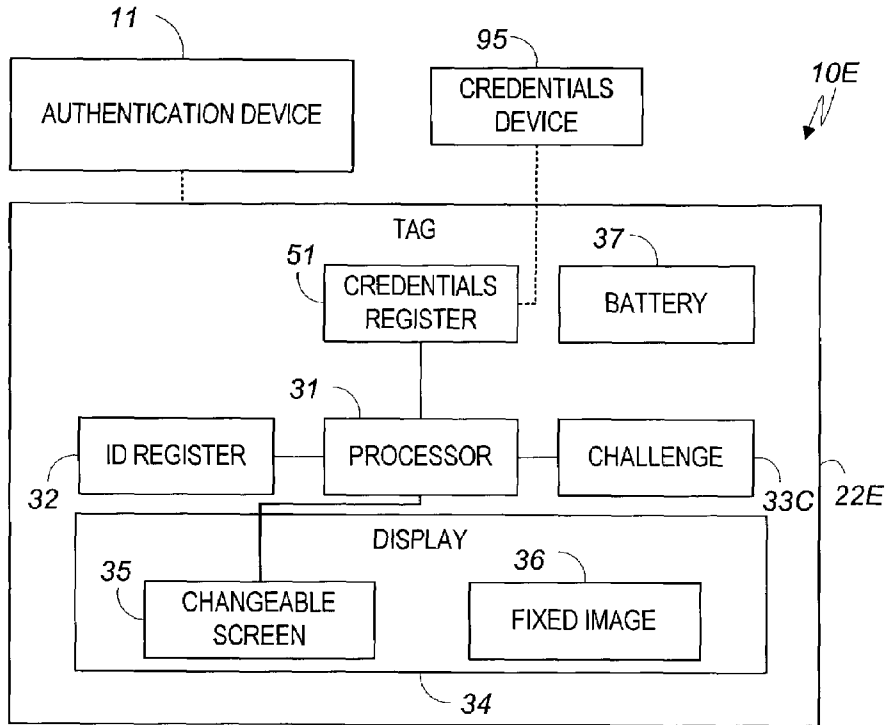 11
95
10E
AUTHENTICATION DEVICE
CREDENTIALS
DEVICE
TAG
51
37
CREDENTIALS
REGISTER
BATTERY
31
ID REGISTER
PROCESSOR
CHALLENGE
32
33C
22E
DISPLAY
35
36
CHANGEABLE
SCREEN
FIXED IMAGE
34